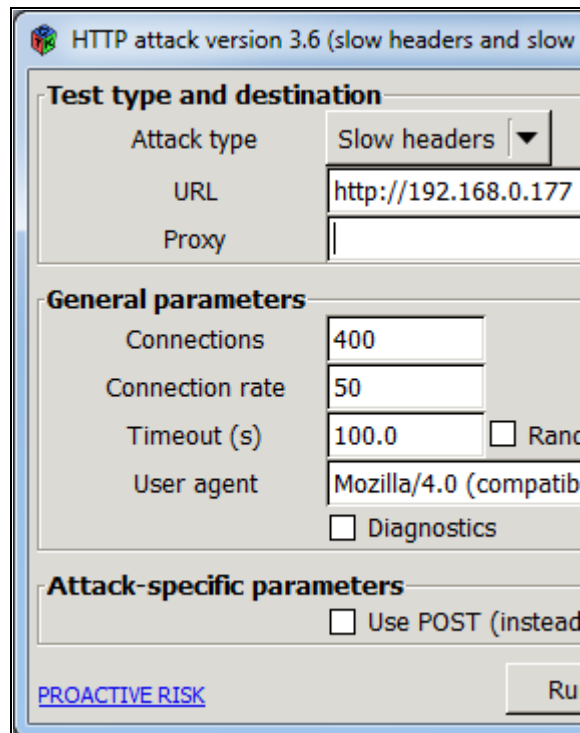 HTTP attack version 3.6 (slow headers and slow
Test type and destination
Attack type Slow headers
URL http://192.168.0.177
Proxy
General parameters
Connections 400
Connection rate 50
Timeout (s) 100.0 Rand
User agent Mozilla/4.0 (compatib
Diagnostics
Attack-specific parameters
Use POST (instead
PROACTIVE RISK Ru